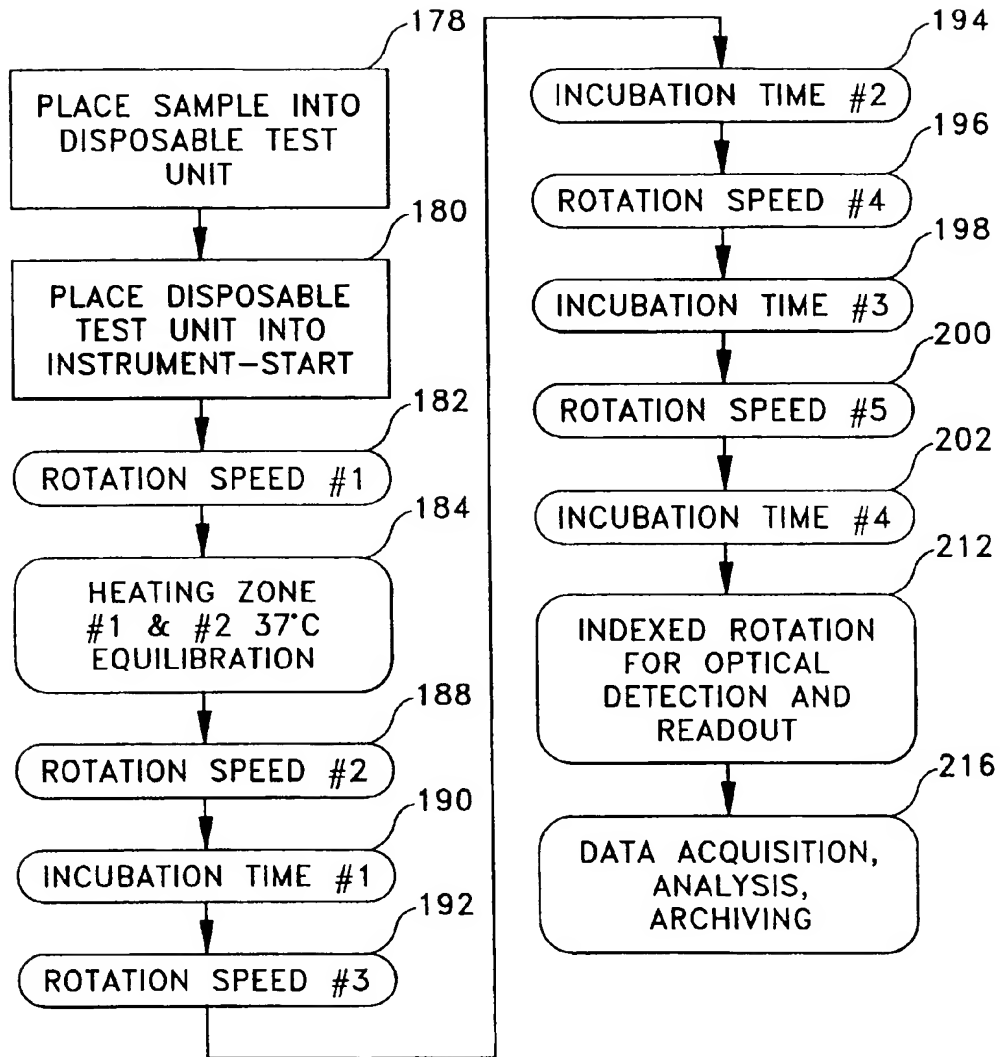 178
PLACE SAMPLE INTO
DISPOSABLE TEST
UNIT
180
PLACE DISPOSABLE
TEST UNIT INTO
INSTRUMENT-START
182
ROTATION SPEED #1
184
HEATING ZONE
#1 & #2 37°C
EQUILIBRATION
188
ROTATION SPEED #2
190
INCUBATION TIME #1
192
ROTATION SPEED #3
194
INCUBATION TIME #2
196
ROTATION SPEED #4
198
INCUBATION TIME #3
200
ROTATION SPEED #5
202
INCUBATION TIME #4
212
INDEXED ROTATION
FOR OPTICAL
DETECTION AND
READOUT
216
DATA ACQUISITION,
ANALYSIS,
ARCHIVING